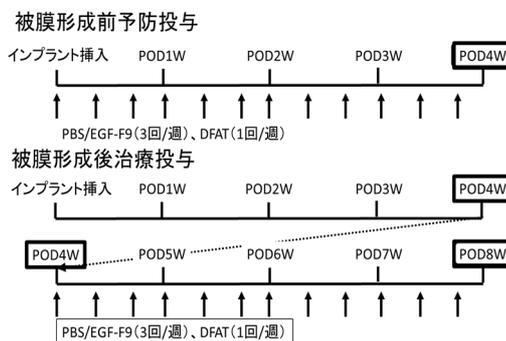 被膜形成前予防投与
インプラント挿入 POD1W POD2W POD3W POD4W
PBS/EGF-F9(3回/週)、DFAT(1回/週)
被膜形成後治療投与
インプラント挿入 POD1W POD2W POD3W POD4W
POD4W POD5W POD6W POD7W POD8W
PBS/EGF-F9(3回/週)、DFAT(1回/週)